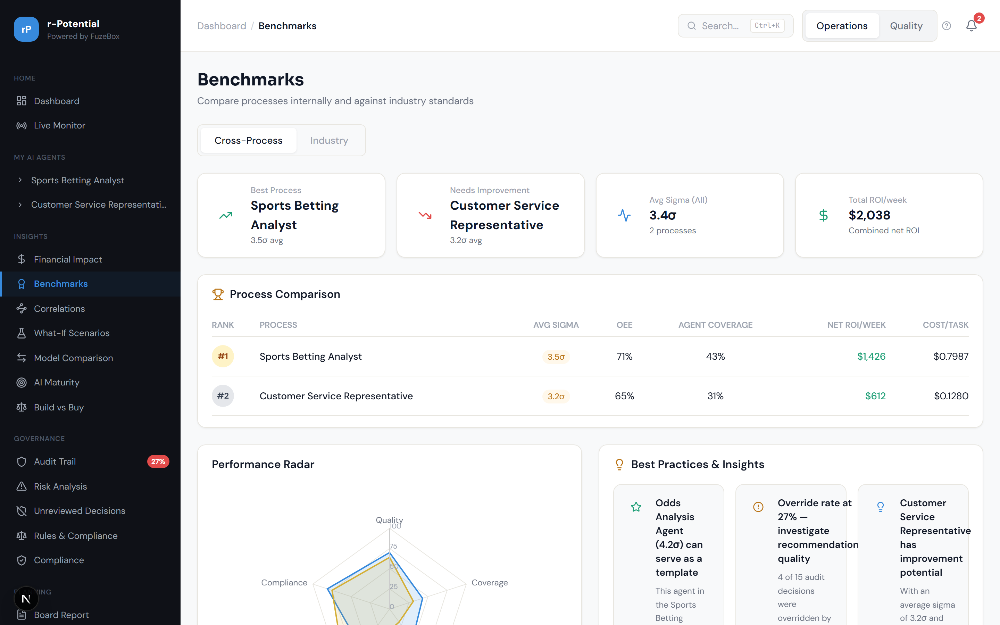 rP
r-Potential
Powered by FuzeBox
HOME
Dashboard
Live Monitor
MY AI AGENTS
Sports Betting Analyst
Customer Service Representati...
INSIGHTS
Financial Impact
Benchmarks
Correlations
What-If Scenarios
Model Comparison
AI Maturity
Build vs Buy
GOVERNANCE
Audit Trail 27%
Risk Analysis
Unreviewed Decisions
Rules & Compliance
Compliance
N
Board Report
Dashboard / Benchmarks
Search... Ctrl+K
Operations Quality
2
Benchmarks
Compare processes internally and against industry standards
Cross-Process Industry
Best Process
Sports Betting
Analyst
3.5σ avg
Needs Improvement
Customer Service
Representative
3.2σ avg
Avg Sigma (All)
3.4σ
2 processes
Total ROI/week
$2,038
Combined net ROI
Process Comparison
RANK PROCESS AVG SIGMA OEE AGENT COVERAGE NET ROI/WEEK COST/TASK
#1 Sports Betting Analyst 3.5σ 71% 43% $1,426 $0.7987
#2 Customer Service Representative 3.2σ 65% 31% $612 $0.1280
Performance Radar
Quality
100
75
50
25
0
Compliance
Coverage
Best Practices & Insights
Odds
Analysis
Agent
(4.2σ) can
serve as a
template
This agent in
the Sports
Betting
Override rate at
27% —
investigate
recommendation
quality
4 of 15 audit
decisions
were
overridden by
Customer
Service
Representative
has
improvement
potential
With an
average sigma
of 3.2σ and